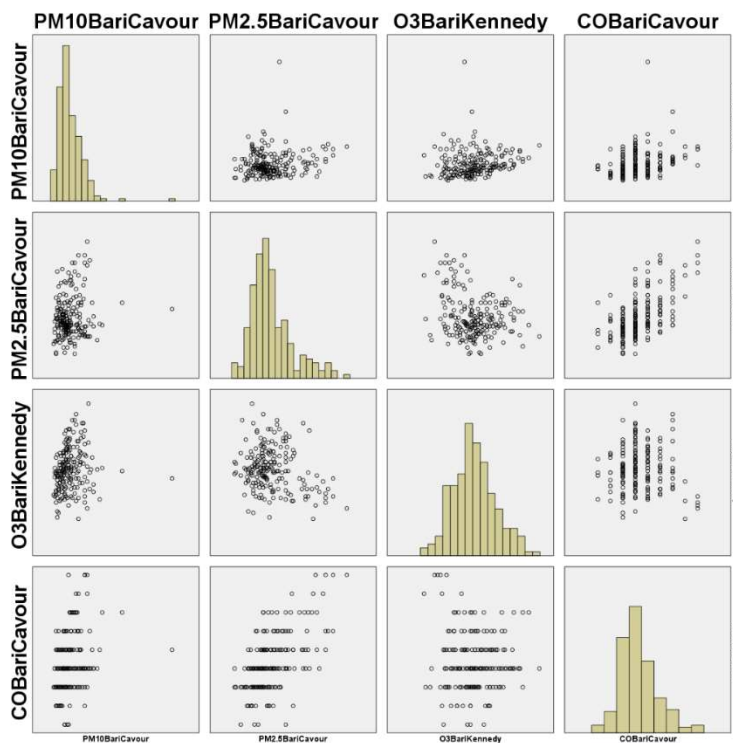 PM10BariCavour PM2.5BariCavour O3BariKennedy COBariCavour
PM10BariCavour
PM2.5BariCavour
O3BariKennedy
COBariCavour
PM10BariCavour PM2.5BariCavour O3BariKennedy COBariCavour